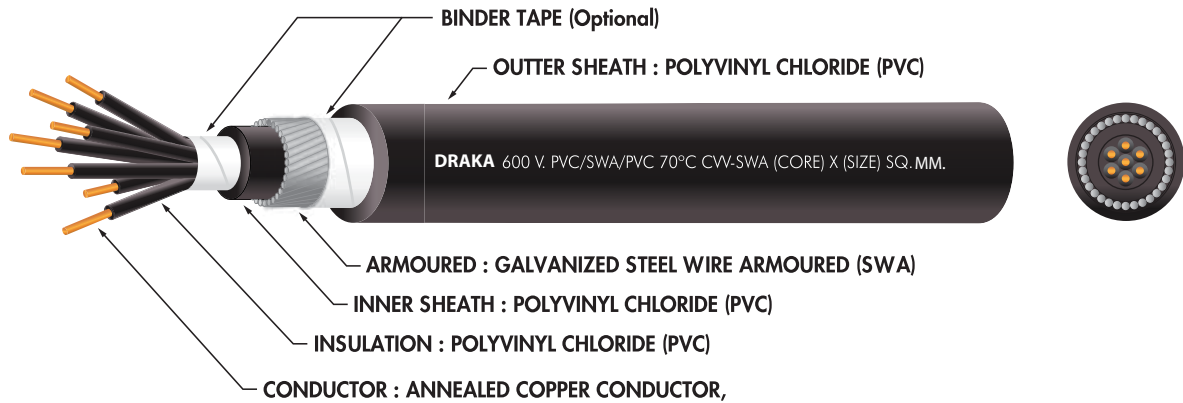 BINDER TAPE (Optional)
OUTTER SHEATH : POLYVINYL CHLORIDE (PVC)
DRAKA 600 V. PVC/SWA/PVC 70ºC CVV-SWA (CORE) X (SIZE) SQ. MM.
ARMOURED : GALVANIZED STEEL WIRE ARMOURED (SWA)
INNER SHEATH : POLYVINYL CHLORIDE (PVC)
INSULATION : POLYVINYL CHLORIDE (PVC)
CONDUCTOR : ANNEALED COPPER CONDUCTOR,